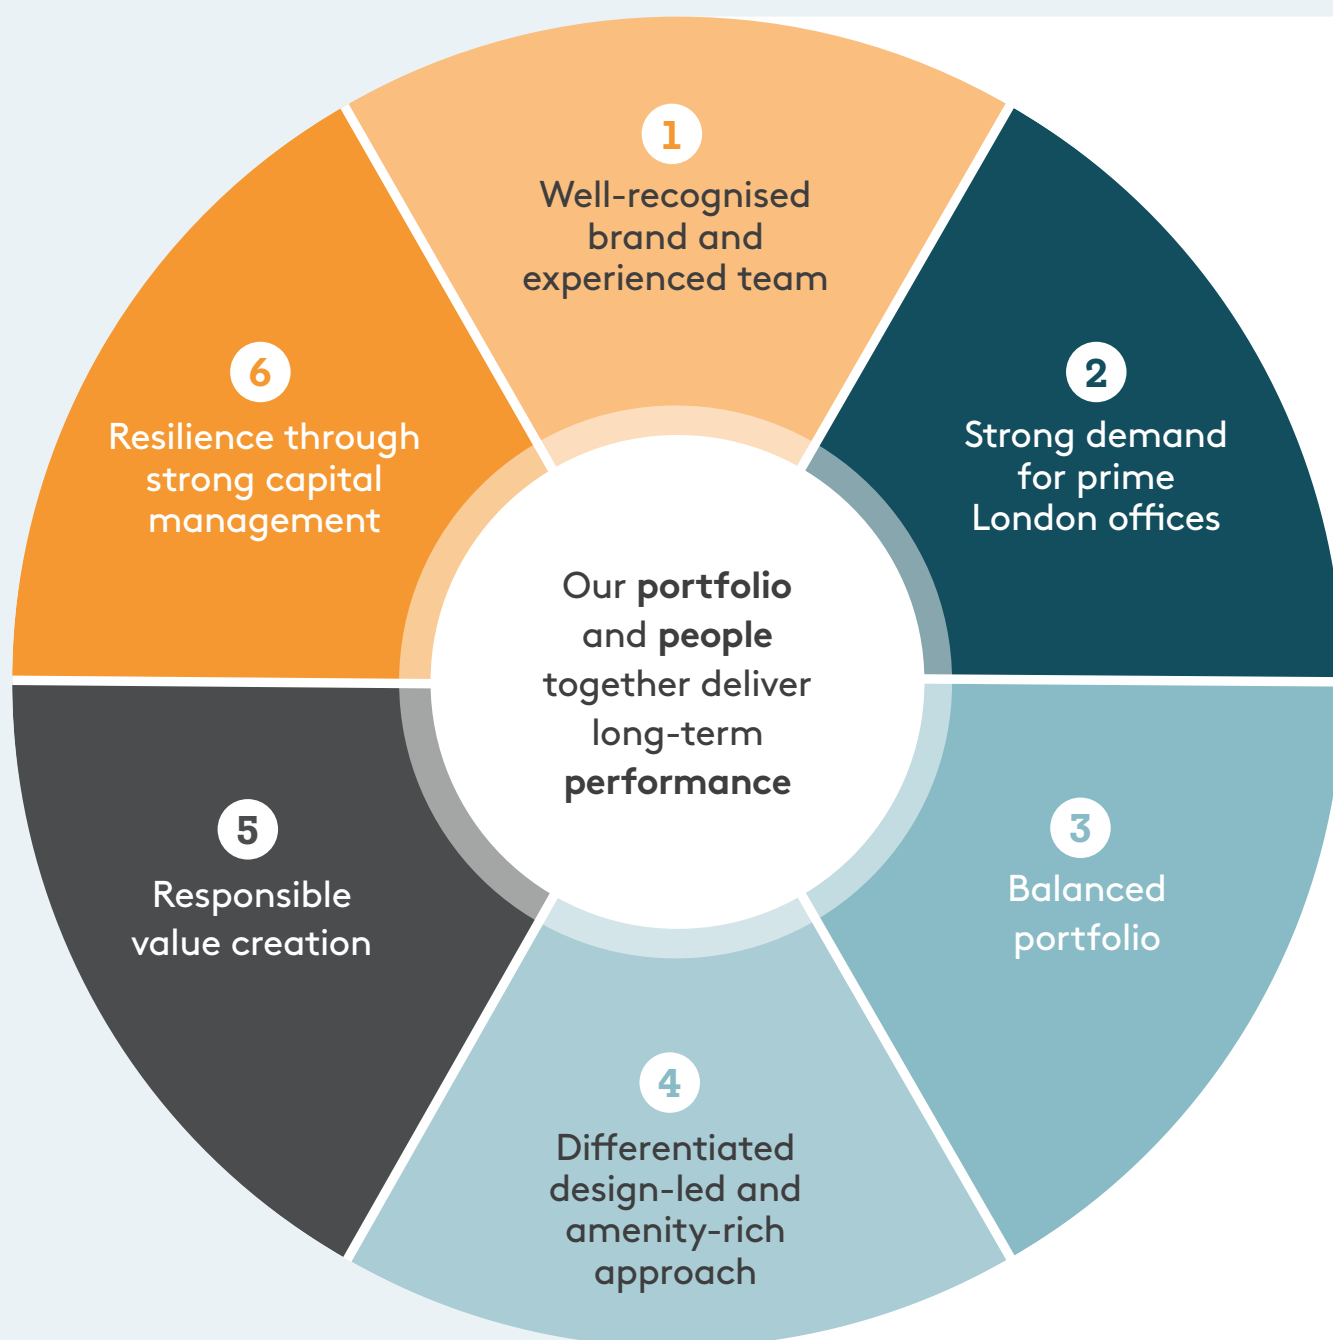 1
Well-recognised
brand and
experienced team
2
Strong demand
for prime
London offices
3
Balanced
portfolio
4
Differentiated
design-led and
amenity-rich
approach
5
Responsible
value creation
6
Resilience through
strong capital
management
Our portfolio
and people
together deliver
long-term
performance